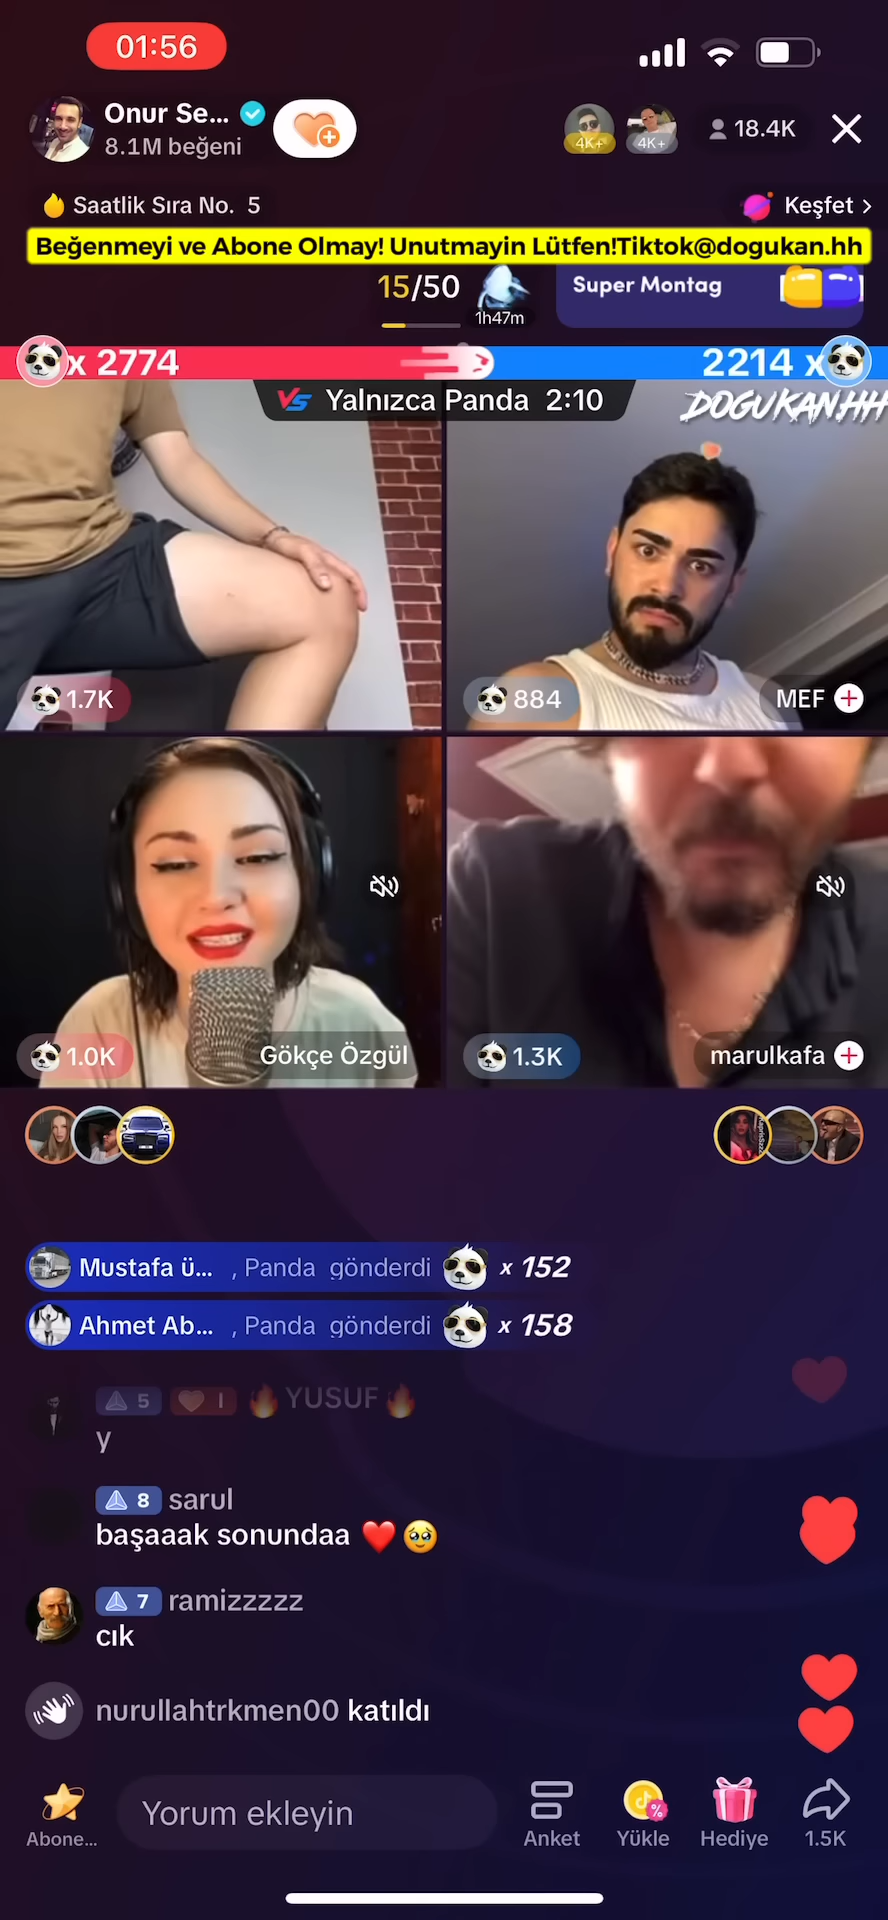 01:56
Onur Se...
8.1M beğeni
4K+
4K+
18.4K
Saatlik Sıra No. 5
Keşfet >
Beğenmeyi ve Abone Olmay! Unutmayin Lütfen!Tiktok@dogukan.hh
15/50
1h47m
Super Montag
x 2774
2214 x
VS Yalnızca Panda 2:10
DOGUKAN.HH
1.7K
884
MEF
1.0K
Gökçe Özgül
1.3K
marulkafa
Mustafa ü... , Panda gönderdi x 152
Ahmet Ab... , Panda gönderdi x 158
5 I YUSUF
y
8 sarul
başaaak sonundaa
7 ramizzzzz
cık
nurullahtrkmen00 katıldı
Abone...
Yorum ekleyin
Anket
Yükle
Hediye
1.5K